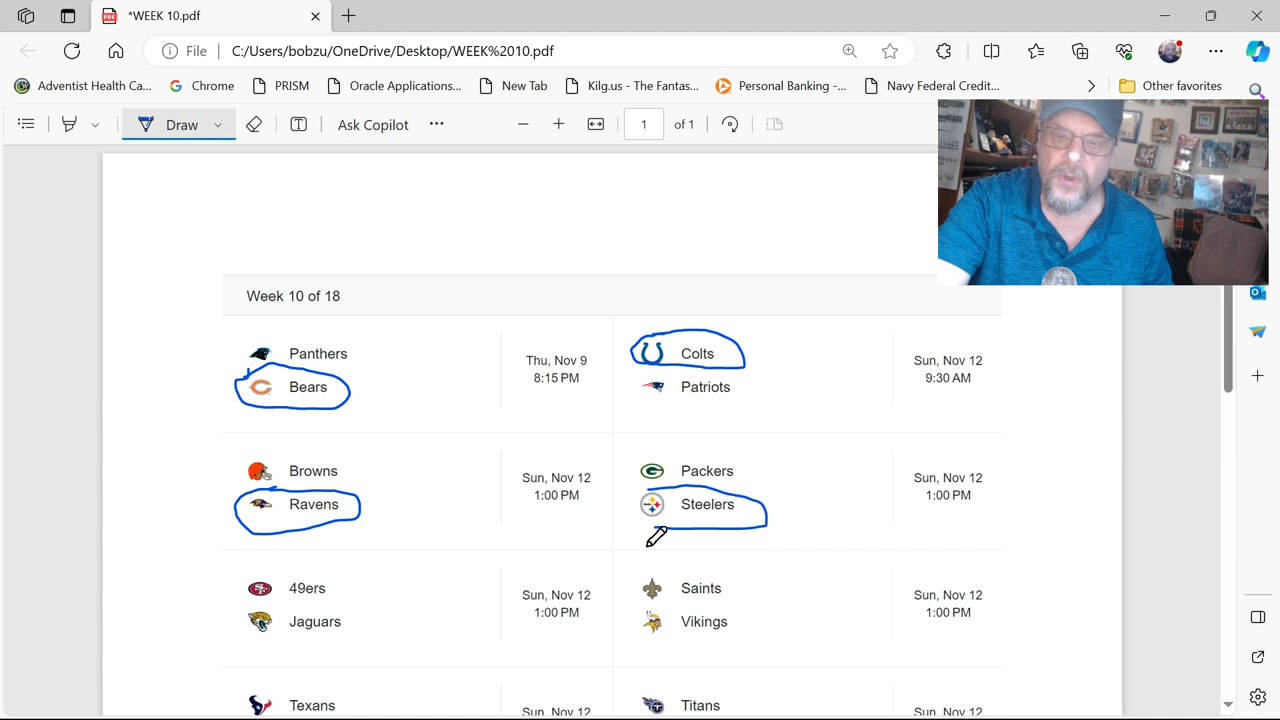 *WEEK 10.pdf
File
C:/Users/bobzu/OneDrive/Desktop/WEEK%2010.pdf
Adventist Health Ca...
Chrome
PRISM
Oracle Applications...
New Tab
Kilg.us - The Fantas...
Personal Banking -...
Navy Federal Credit...
Other favorites
Draw
Ask Copilot
1
of 1
Week 10 of 18
Panthers
Bears
Thu, Nov 9
8:15 PM
Colts
Patriots
Sun, Nov 12
9:30 AM
Browns
Ravens
Sun, Nov 12
1:00 PM
Packers
Steelers
Sun, Nov 12
1:00 PM
49ers
Jaguars
Sun, Nov 12
1:00 PM
Saints
Vikings
Sun, Nov 12
1:00 PM
Texans
Sun, Nov 12
Titans
Sun, Nov 12